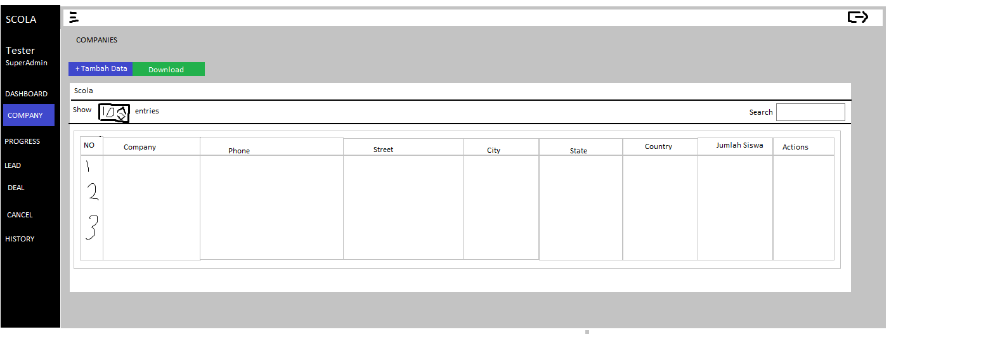 SCOLA
Tester
SuperAdmin
DASHBOARD
COMPANY
PROGRESS
LEAD
DEAL
CANCEL
HISTORY
COMPANIES
+Tambah Data Download
Scola
Show 10 entries Search
NO Company Phone Street City State Country Jumlah Siswa Actions
1
2
3